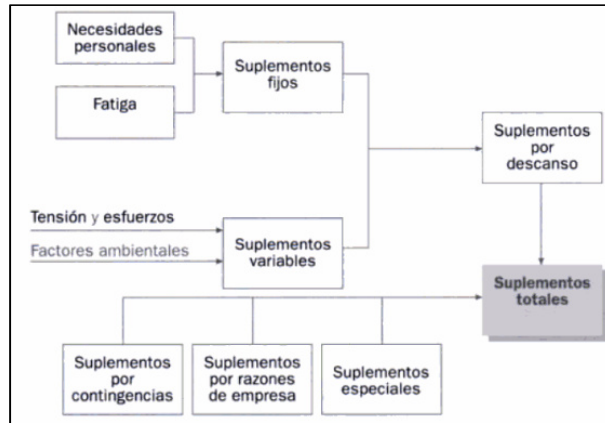 Necesidades
personales
Fatiga
Suplementos
fijos
Suplementos
por
descanso
Tensión y esfuerzos
Factores ambientales
Suplementos
variables
Suplementos
totales
Suplementos
por
contingencias
Suplementos
por razones
de empresa
Suplementos
especiales